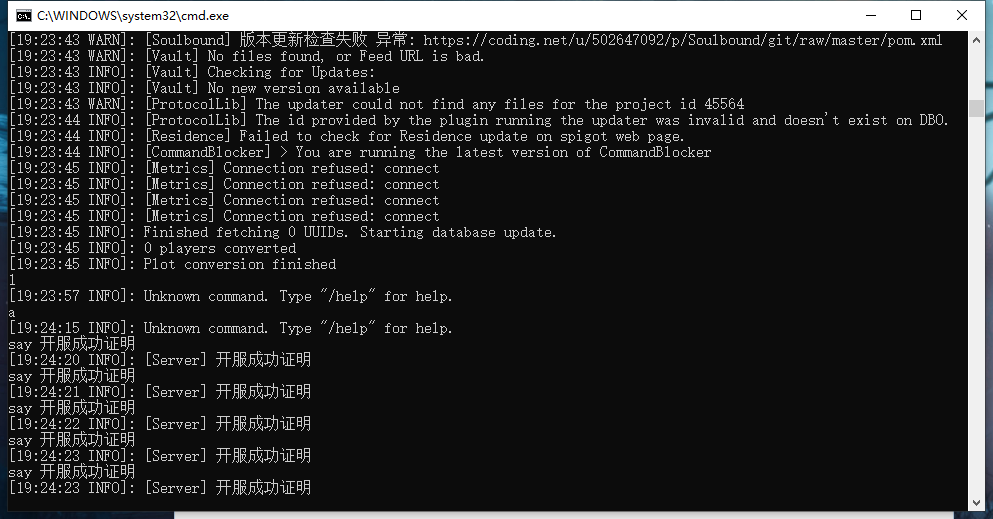 C:\WINDOWS\system32\cmd.exe
[19:23:43 WARN]: [Soulbound] 版本更新检查失败 异常: https://coding.net/u/502647092/p/Soulbound/git/raw/master/pom.xml
[19:23:43 WARN]: [Vault] No files found, or Feed URL is bad.
[19:23:43 INFO]: [Vault] Checking for Updates:
[19:23:43 INFO]: [Vault] No new version available
[19:23:43 WARN]: [ProtocolLib] The updater could not find any files for the project id 45564
[19:23:44 INFO]: [ProtocolLib] The id provided by the plugin running the updater was invalid and doesn't exist on DBO.
[19:23:44 INFO]: [Residence] Failed to check for Residence update on spigot web page.
[19:23:44 INFO]: [CommandBlocker] > You are running the latest version of CommandBlocker
[19:23:45 INFO]: [Metrics] Connection refused: connect
[19:23:45 INFO]: [Metrics] Connection refused: connect
[19:23:45 INFO]: [Metrics] Connection refused: connect
[19:23:45 INFO]: [Metrics] Connection refused: connect
[19:23:45 INFO]: Finished fetching 0 UUIDs. Starting database update.
[19:23:45 INFO]: 0 players converted
[19:23:45 INFO]: Plot conversion finished
1
[19:23:57 INFO]: Unknown command. Type "/help" for help.
a
[19:24:15 INFO]: Unknown command. Type "/help" for help.
say 开服成功证明
[19:24:20 INFO]: [Server] 开服成功证明
say 开服成功证明
[19:24:21 INFO]: [Server] 开服成功证明
say 开服成功证明
[19:24:22 INFO]: [Server] 开服成功证明
say 开服成功证明
[19:24:23 INFO]: [Server] 开服成功证明
say 开服成功证明
[19:24:23 INFO]: [Server] 开服成功证明